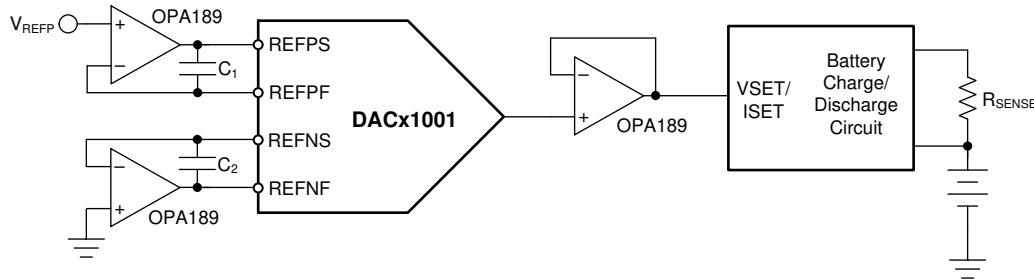 VREFP
OPA189
C1
REFPS
REFPF
REFNS
REFNF
C2
OPA189
DACx1001
OPA189
VSET/
ISET
Battery
Charge/
Discharge
Circuit
RSENSE